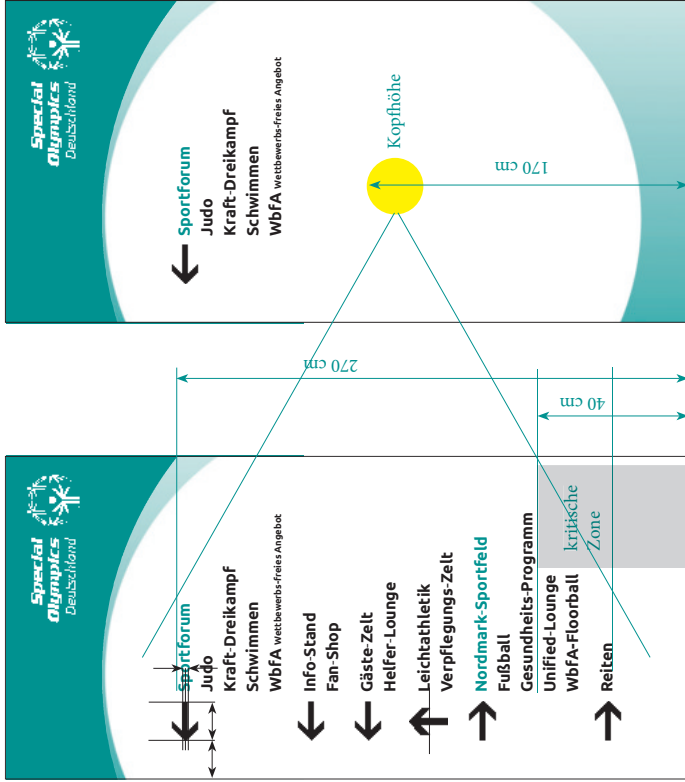 Special
Olympics
Deutschland
Sportforum
Judo
Kraft-Dreikampf
Schwimmen
WbfA Wettbewerbs-freies Angebot
Kopfhöhe
170 cm
270 cm
40 cm
Special
Olympics
Deutschland
Sportforum
Judo
Kraft-Dreikampf
Schwimmen
WbfA Wettbewerbs-freies Angebot
Info-Stand
Fan-Shop
Gäste-Zelt
Helfer-Lounge
Leichtathletik
Verpflegungs-Zelt
Nordmark-Sportfeld
Fußball
Gesundheits-Programm
Unified-Lounge
WbfA-Floorball
Reiten
kritische
Zone